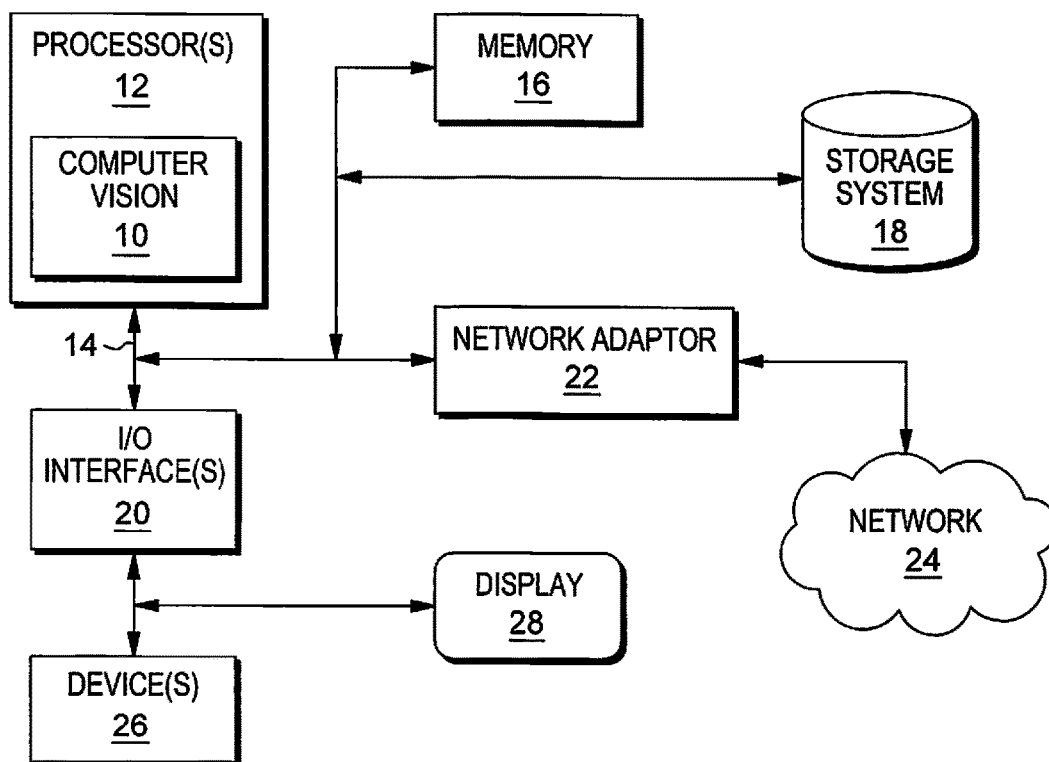 PROCESSOR(S)
12
COMPUTER
VISION
10
MEMORY
16
STORAGE
SYSTEM
18
14
NETWORK ADAPTOR
22
I/O
INTERFACE(S)
20
NETWORK
24
DISPLAY
28
DEVICE(S)
26